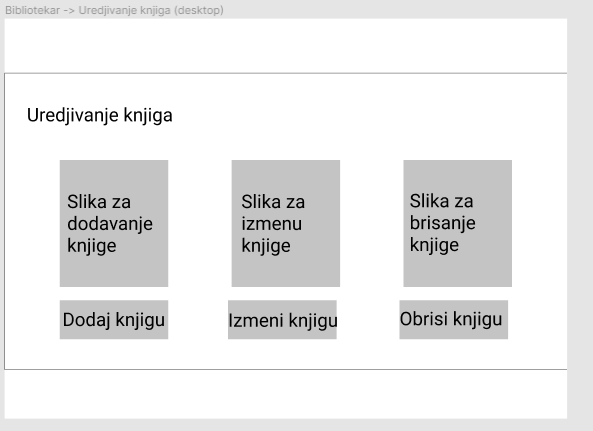 Bibliotekar -> Uredjivanje knjiga (desktop)
Uredjivanje knjiga
Slika za
dodavanje
knjige
Slika za
izmenu
knjige
Slika za
brisanje
knjige
Dodaj knjigu
Izmeni knjigu
Obrisi knjigu